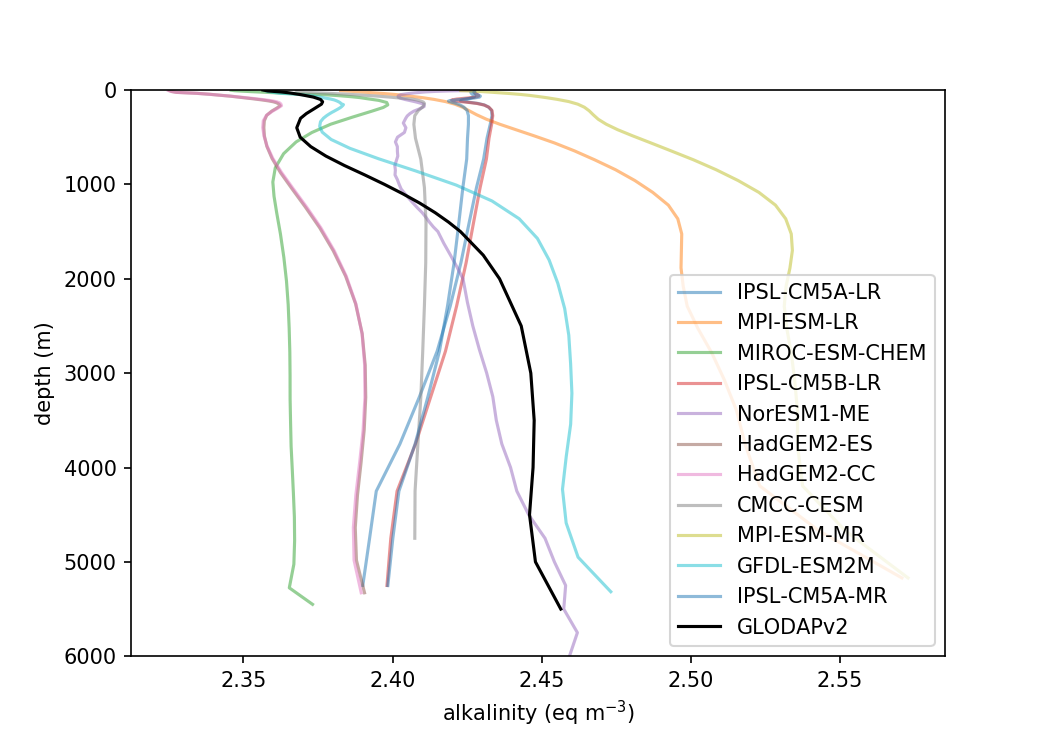 0
1000
2000
3000
4000
5000
6000
depth (m)
2.35 2.40 2.45 2.50 2.55
alkalinity (eq m⁻³)
IPSL-CM5A-LR
MPI-ESM-LR
MIROC-ESM-CHEM
IPSL-CM5B-LR
NorESM1-ME
HadGEM2-ES
HadGEM2-CC
CMCC-CESM
MPI-ESM-MR
GFDL-ESM2M
IPSL-CM5A-MR
GLODAPv2